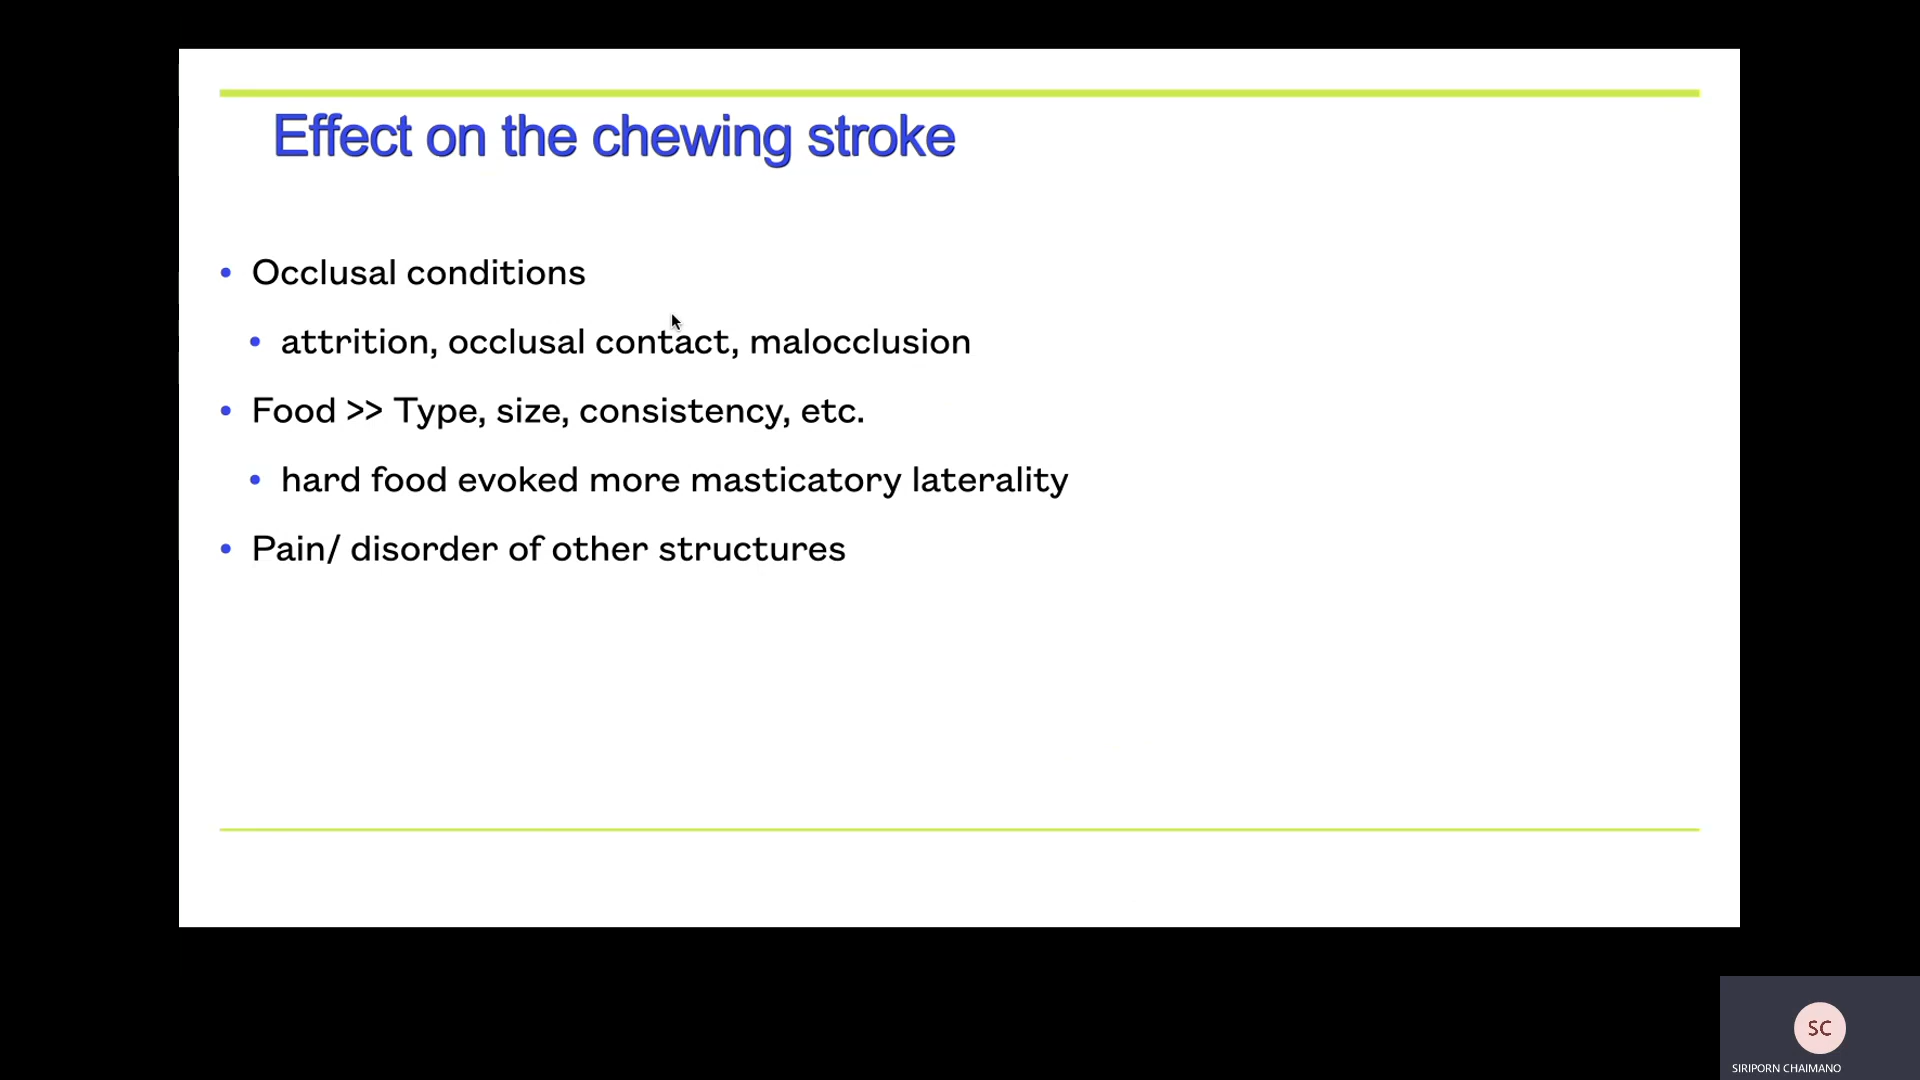 Effect on the chewing stroke
• Occlusal conditions
• attrition, occlusal contact, malocclusion
• Food >> Type, size, consistency, etc.
• hard food evoked more masticatory laterality
• Pain/ disorder of other structures
SC
SIRIPORN CHAIMANO